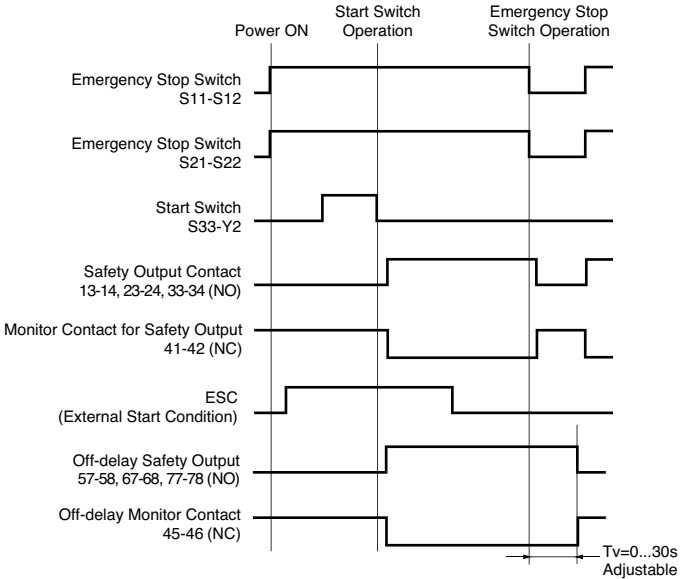 Power ON
Start Switch
Operation
Emergency Stop
Switch Operation
Emergency Stop Switch
S11-S12
Emergency Stop Switch
S21-S22
Start Switch
S33-Y2
Safety Output Contact
13-14, 23-24, 33-34 (NO)
Monitor Contact for Safety Output
41-42 (NC)
ESC
(External Start Condition)
Off-delay Safety Output
57-58, 67-68, 77-78 (NO)
Off-delay Monitor Contact
45-46 (NC)
Tv=0...30s
Adjustable